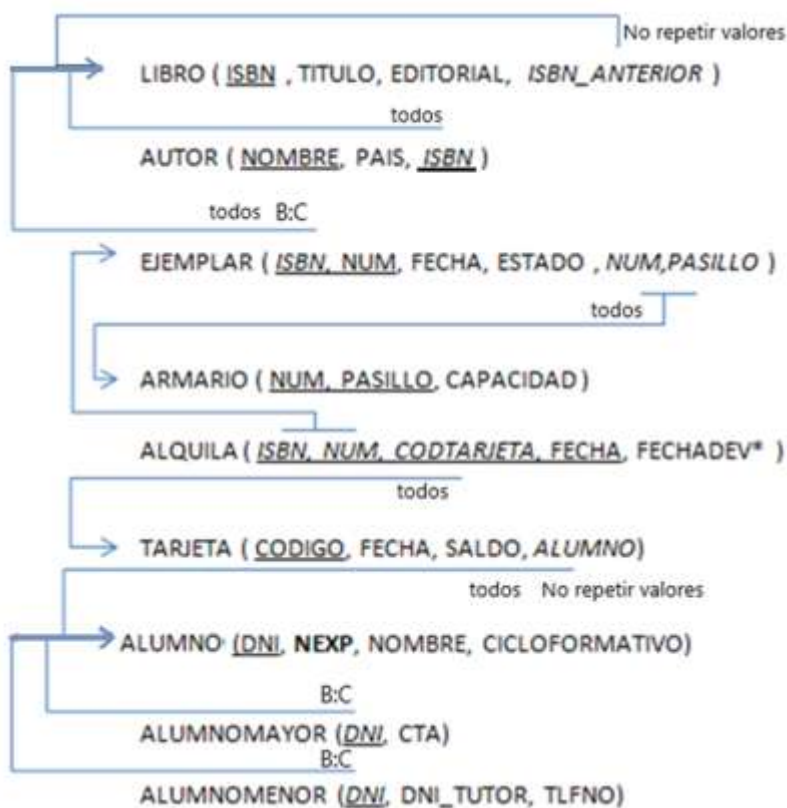 No repetir valores
LIBRO ( ISBN , TITULO, EDITORIAL, ISBN_ANTERIOR )
todos
AUTOR ( NOMBRE, PAIS, ISBN )
todos B:C
EJEMPLAR ( ISBN, NUM, FECHA, ESTADO , NUM,PASILLO )
todos
ARMARIO ( NUM, PASILLO, CAPACIDAD )
ALQUILA ( ISBN, NUM, CODTARJETA, FECHA, FECHADEV* )
todos
TARJETA ( CODIGO, FECHA, SALDO, ALUMNO)
todos No repetir valores
ALUMNO (DNI, NEXP, NOMBRE, CICLOFORMATIVO)
B:C
ALUMNOMAYOR (DNI, CTA)
B:C
ALUMNOMENOR (DNI, DNI_TUTOR, TLFNO)